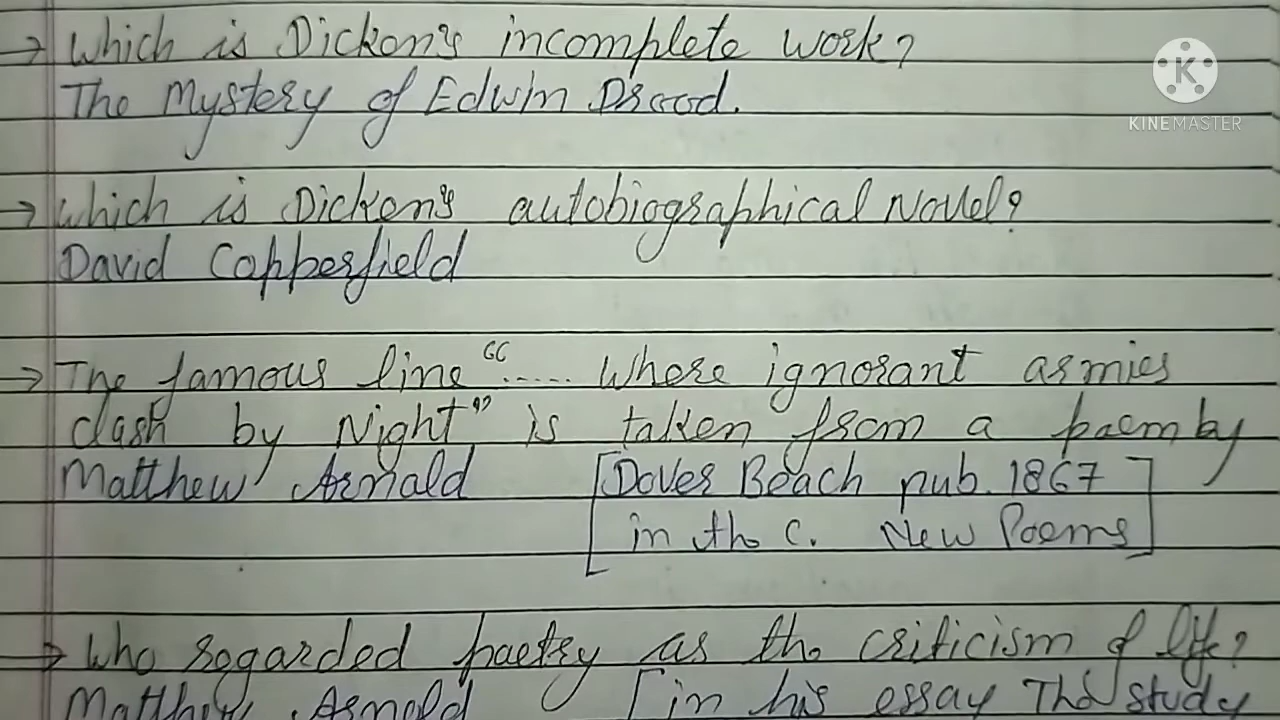 → Which is Dicken's incomplete work?
The Mystery of Edwin Drood.
→ Which is Dicken's autobiographical Novel?
David Copperfield
→ The famous line "..... Where ignorant armies
clash by Night" is taken from a poem by
Matthew Arnold [Dover Beach pub. 1867
in the C. New Poems]
→ Who regarded poetry as the criticism of life?
Matthew Arnold [in his essay The study
KINEMASTER